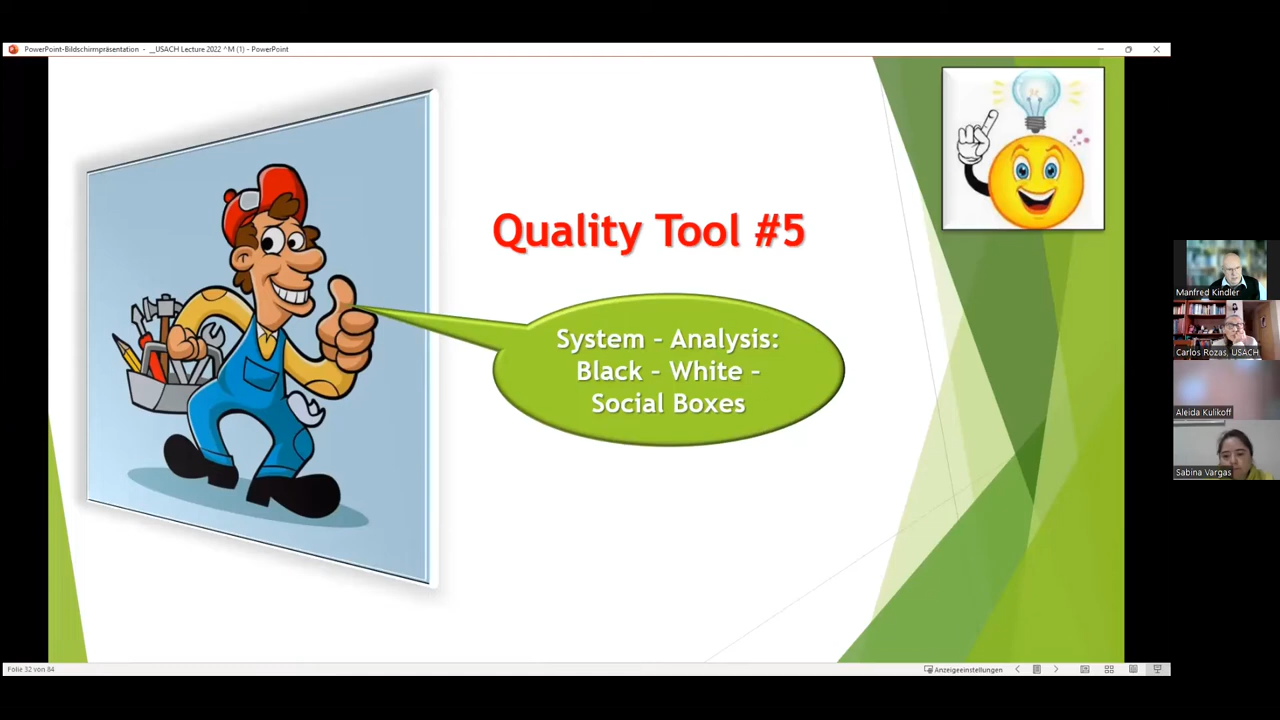 PowerPoint-Bildschirmpräsentation - __USACH Lecture 2022 ^M (1) - PowerPoint
Quality Tool #5
System - Analysis:
Black - White -
Social Boxes
Manfred Kindler
Carlos Rozas, USACH
Aleida Kulikoff
Sabina Vargas
Folie 32 von 84
Anzeigeeinstellungen